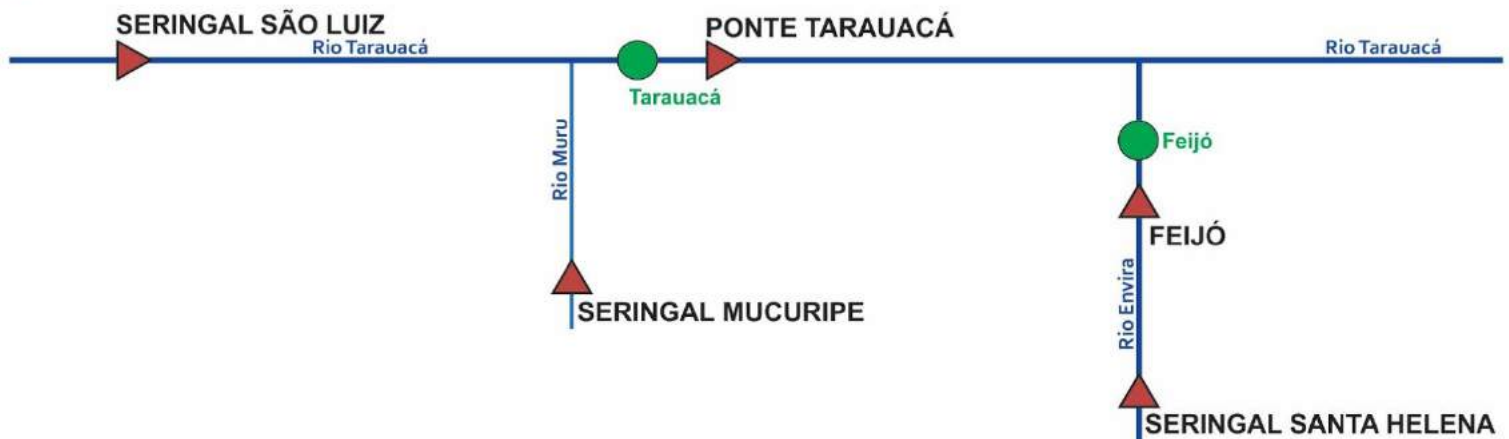 SERINGAL SÃO LUIZ
PONTE TARAUACÁ
Rio Tarauacá
Rio Tarauacá
Tarauacá
Rio Muru
Feijó
FEIJÓ
Rio Envira
SERINGAL MUCURIPE
SERINGAL SANTA HELENA